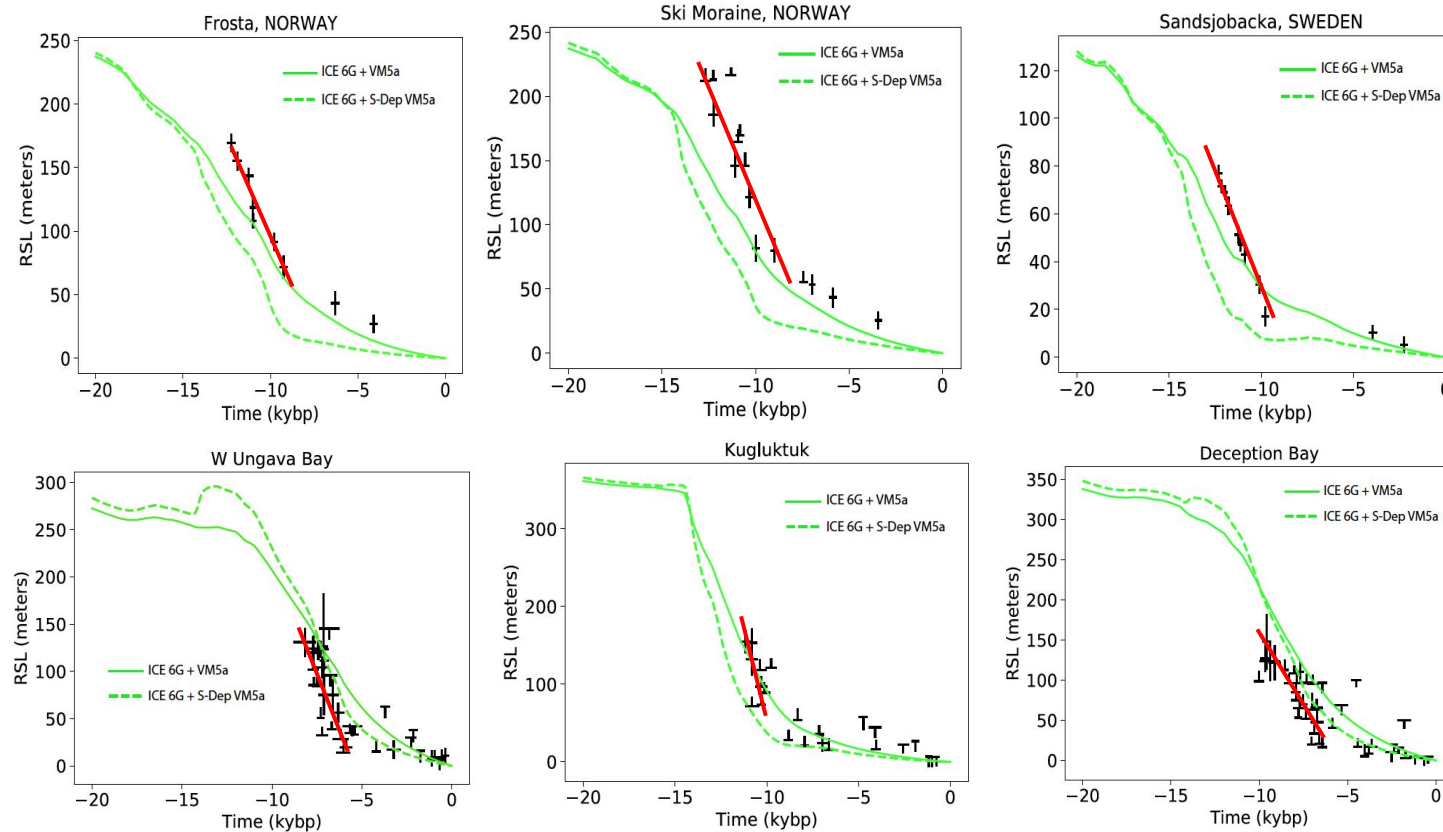 Frosta, NORWAY
250
200
150
100
50
0
RSL (meters)
ICE 6G + VM5a
ICE 6G + S-Dep VM5a
−20
−15
−10
−5
0
Time (kybp)
Ski Moraine, NORWAY
250
200
150
100
50
0
RSL (meters)
ICE 6G + VM5a
ICE 6G + S-Dep VM5a
−20
−15
−10
−5
0
Time (kybp)
Sandsjobacka, SWEDEN
120
100
80
60
40
20
0
RSL (meters)
ICE 6G + VM5a
ICE 6G + S-Dep VM5a
−20
−15
−10
−5
0
Time (kybp)
W Ungava Bay
300
250
200
150
100
50
0
RSL (meters)
ICE 6G + VM5a
ICE 6G + S-Dep VM5a
−20
−15
−10
−5
0
Time (kybp)
Kugluktuk
300
200
100
0
RSL (meters)
ICE 6G + VM5a
ICE 6G + S-Dep VM5a
−20
−15
−10
−5
0
Time (kybp)
Deception Bay
350
300
250
200
150
100
50
0
RSL (meters)
ICE 6G + VM5a
ICE 6G + S-Dep VM5a
−20
−15
−10
−5
0
Time (kybp)